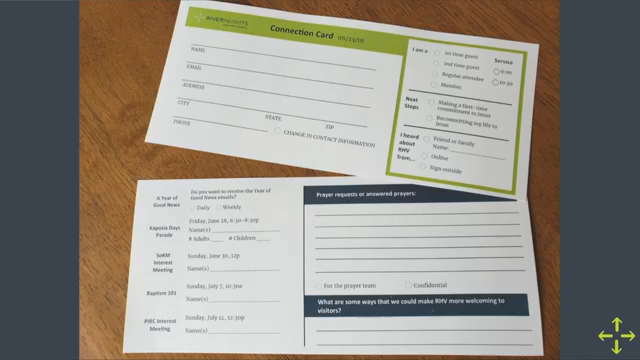 RIVERHEIGHTS
Connection Card 06/23/19
NAME
EMAIL
ADDRESS
CITY
STATE
ZIP
PHONE
CHANGE IN CONTACT INFORMATION
I am a
1st time guest
2nd time guest
Regular attendee
Member
Service
9:00
10:30
Next
Steps
Making a first-time
commitment to Jesus
Recommitting my life to
Jesus
I heard
about
RHV
from...
Friend or family
Name:
Online
Sign outside
A Year of
Good News
Do you want to receive the Year of
Good News emails?
Daily Weekly
Kaposia Days
Parade
Friday, June 28, 6:30-8:30p
Name(s)
# Adults # Children
SoKM
Interest
Meeting
Sunday, June 30, 12p
Name(s)
Baptism 101
Sunday, July 7, 10:30a
Name(s)
PIRC Interest
Meeting
Sunday, July 21, 12:30p
Name(s)
Prayer requests or answered prayers:
For the prayer team Confidential
What are some ways that we could make RHV more welcoming to
visitors?